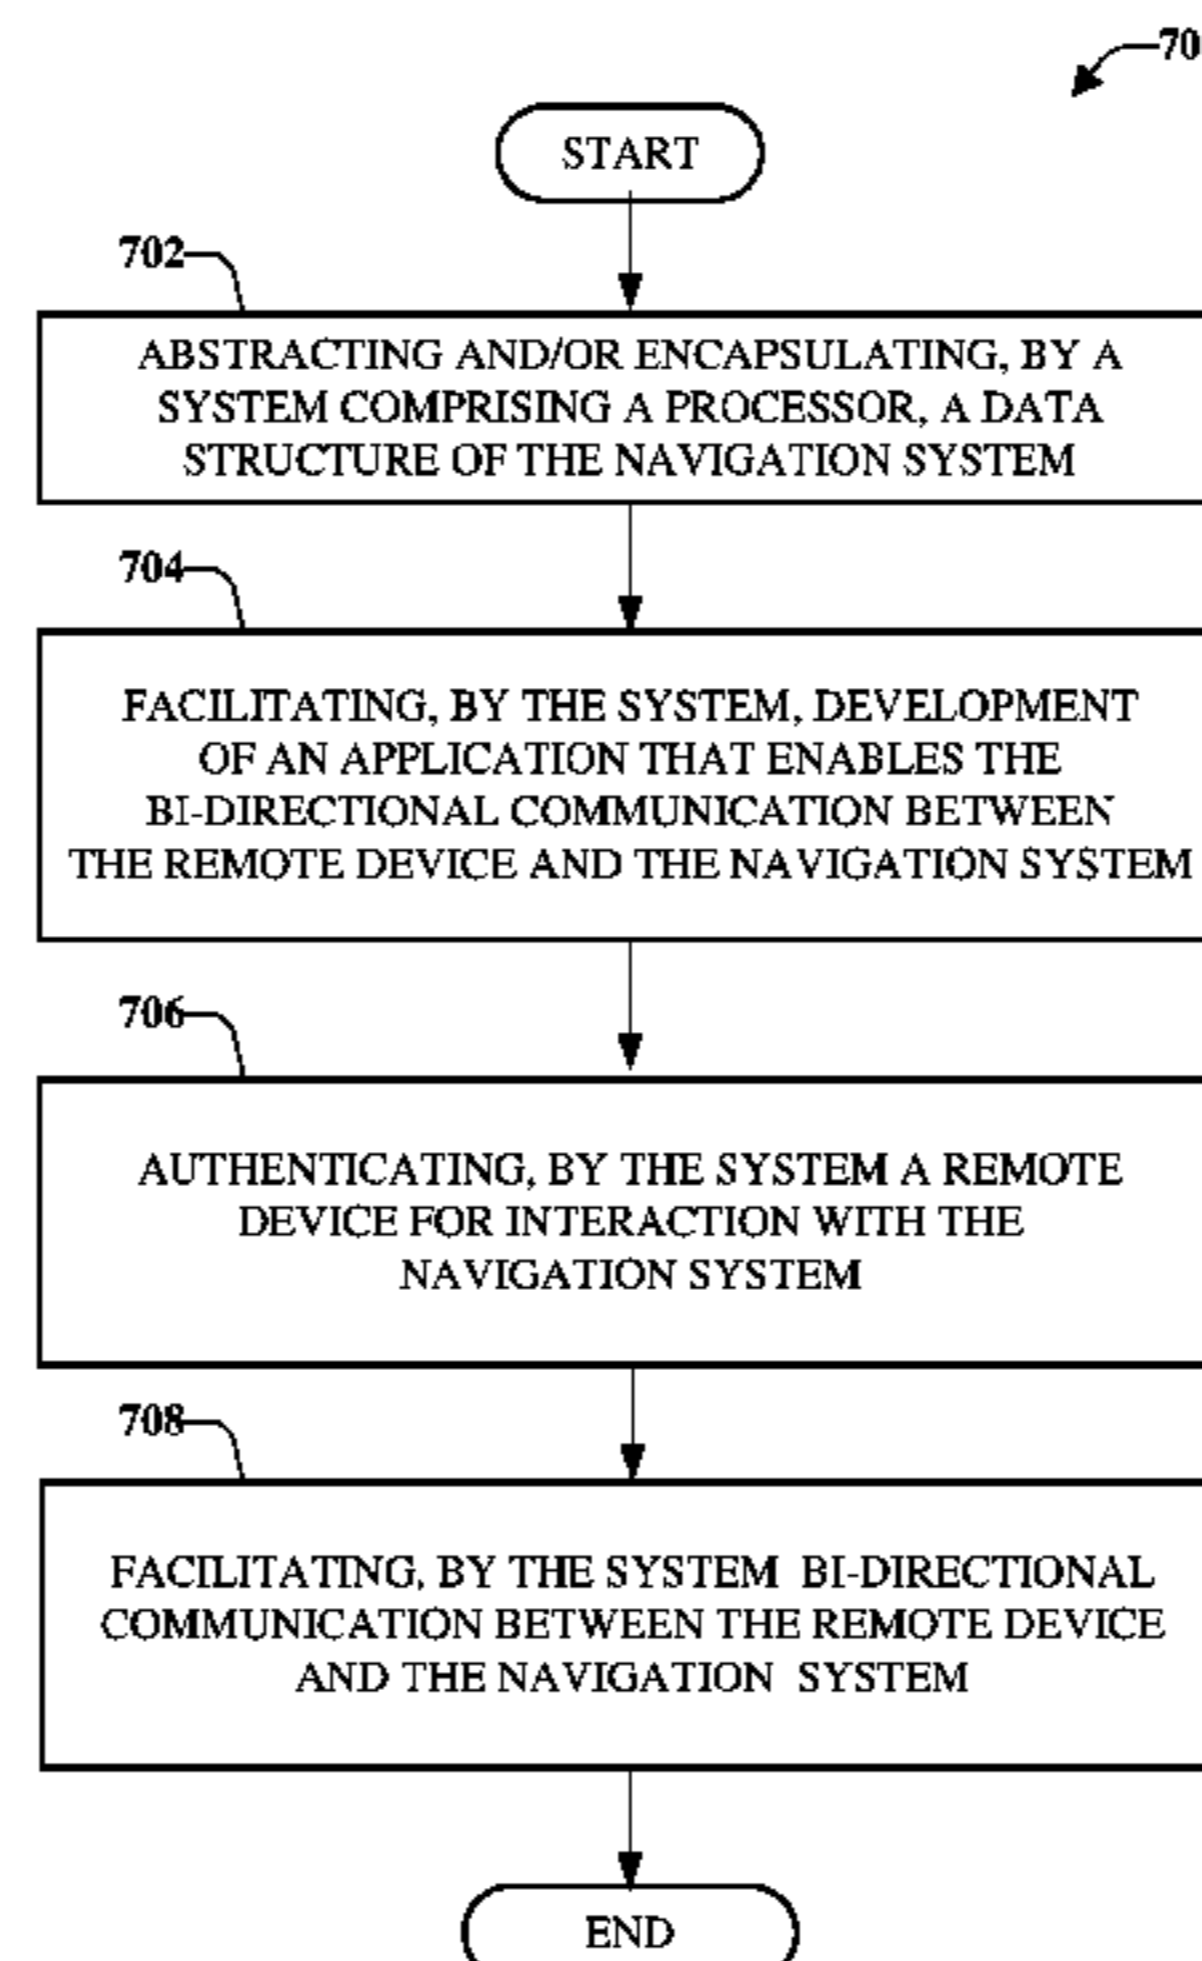 70
START
702
ABSTRACTING AND/OR ENCAPSULATING, BY A
SYSTEM COMPRISING A PROCESSOR, A DATA
STRUCTURE OF THE NAVIGATION SYSTEM
704
FACILITATING, BY THE SYSTEM, DEVELOPMENT
OF AN APPLICATION THAT ENABLES THE
BI-DIRECTIONAL COMMUNICATION BETWEEN
THE REMOTE DEVICE AND THE NAVIGATION SYSTEM
706
AUTHENTICATING, BY THE SYSTEM A REMOTE
DEVICE FOR INTERACTION WITH THE
NAVIGATION SYSTEM
708
FACILITATING, BY THE SYSTEM BI-DIRECTIONAL
COMMUNICATION BETWEEN THE REMOTE DEVICE
AND THE NAVIGATION SYSTEM
END